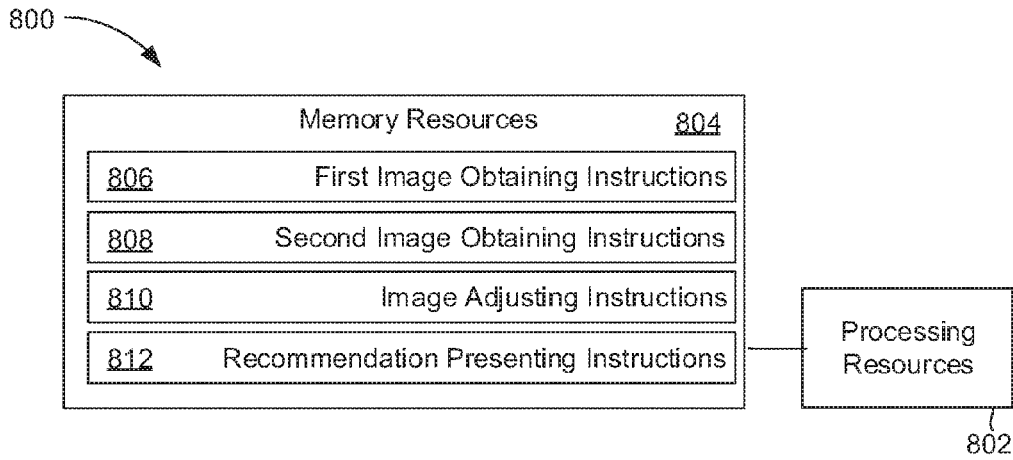 800
Memory Resources 804
806 First Image Obtaining Instructions
808 Second Image Obtaining Instructions
810 Image Adjusting Instructions
812 Recommendation Presenting Instructions
Processing
Resources
802